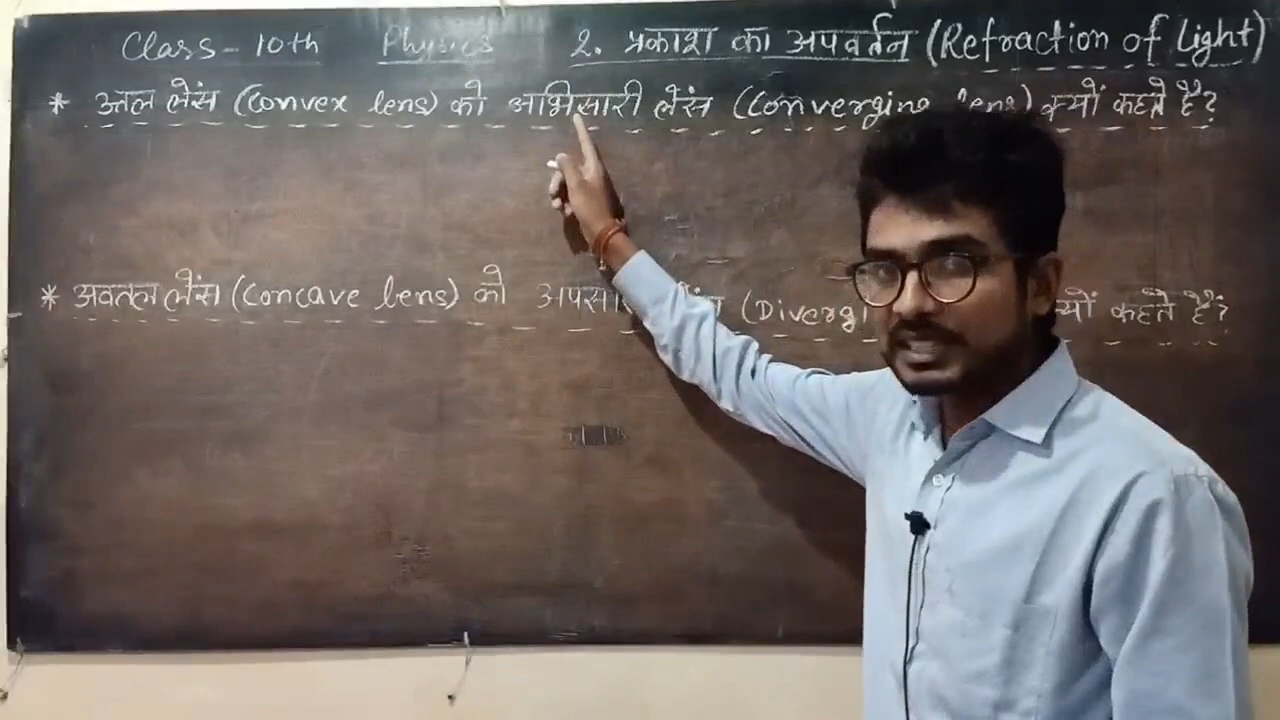 Class - 10th Physics 2. प्रकाश का अपवर्तन (Refraction of Light)
* उत्तल लेंस (Convex lens) को अभिसारी लेंस (Converging lens) क्यों कहते है?
* अवतल लेंस (Concave lens) को (Divergi कहते है?